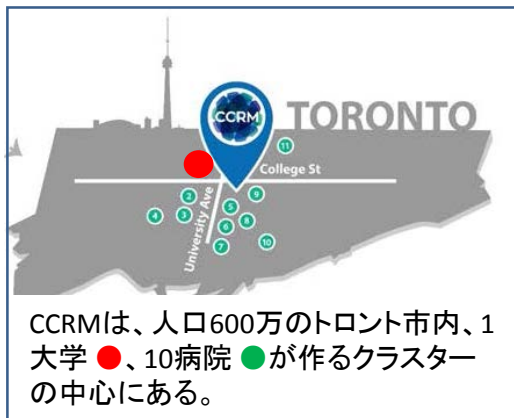 CCRM
TORONTO
11
College St
University Ave
2
9
4
3
5
6
8
7
10
CCRMは、人口600万のトロント市内、1
大学 ●、10病院 ●が作るクラスター
の中心にある。